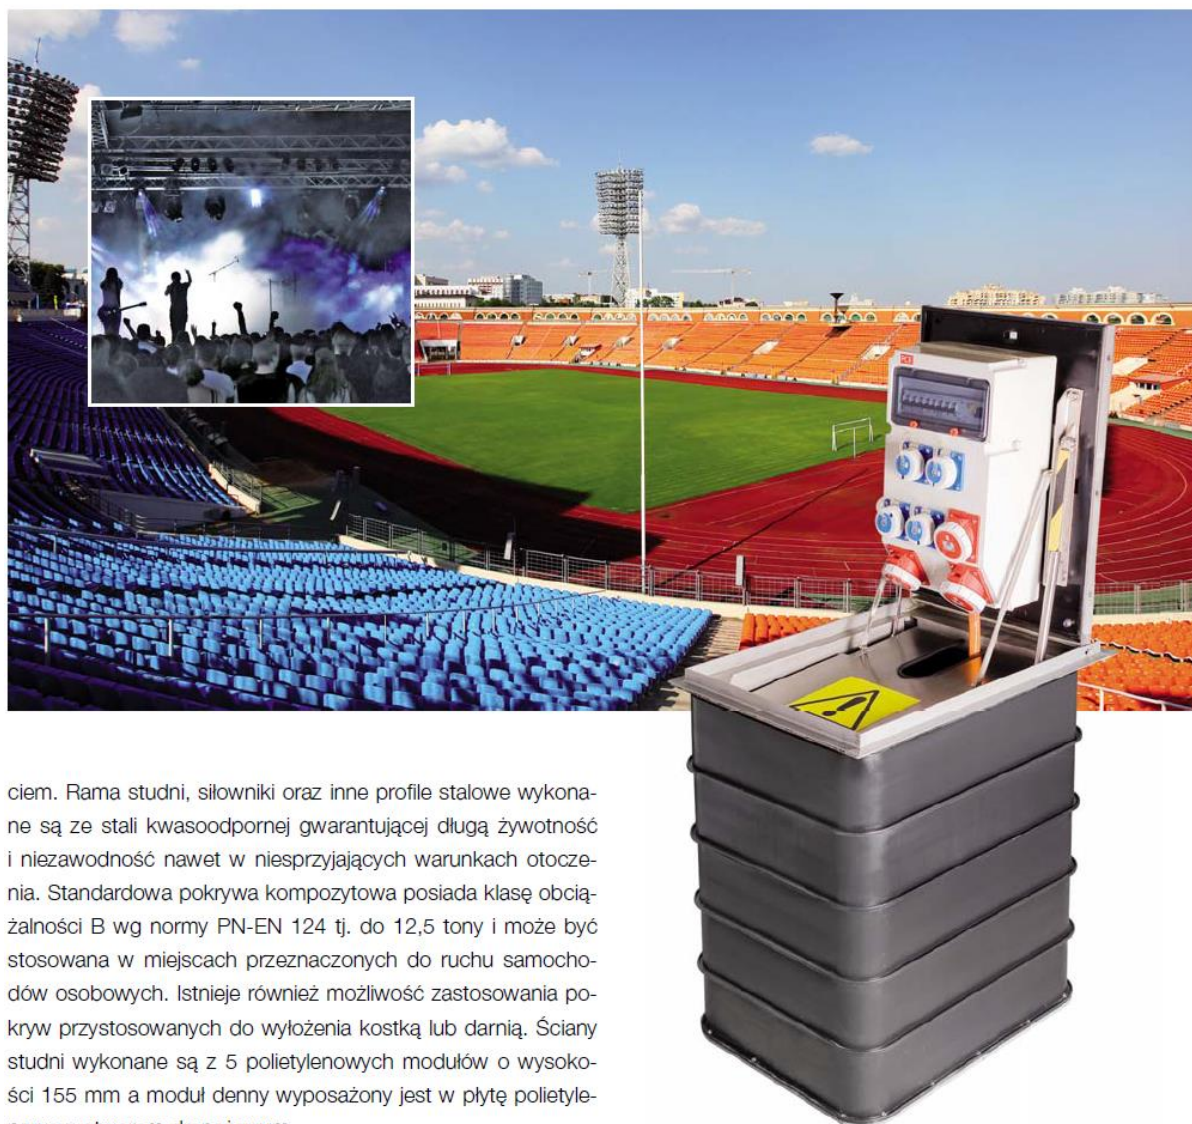 PCE
ciem. Rama studni, siłowniki oraz inne profile stalowe wykona-
ne są ze stali kwasoodpornej gwarantującej długą żywotność
i niezawodność nawet w niesprzyjających warunkach otocze-
nia. Standardowa pokrywa kompozytowa posiada klasę obcią-
żalności B wg normy PN-EN 124 tj. do 12,5 tony i może być
stosowana w miejscach przeznaczonych do ruchu samocho-
dów osobowych. Istnieje również możliwość zastosowania po-
kryw przystosowanych do wyłożenia kostką lub darnią. Ściany
studni wykonane są z 5 polietylenowych modułów o wysoko-
ści 155 mm a moduł denny wyposażony jest w płytę polietyle-